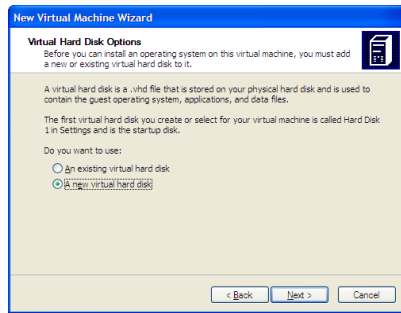 New Virtual Machine Wizard
Virtual Hard Disk Options
Before you can install an operating system on this virtual machine, you must add
a new or existing virtual hard disk to it.
A virtual hard disk is a .vhd file that is stored on your physical hard disk and is used to
contain the guest operating system, applications, and data files.
The first virtual hard disk you create or select for your virtual machine is called Hard Disk
1 in Settings and is the startup disk.
Do you want to use:
An existing virtual hard disk
A new virtual hard disk
< Back
Next >
Cancel